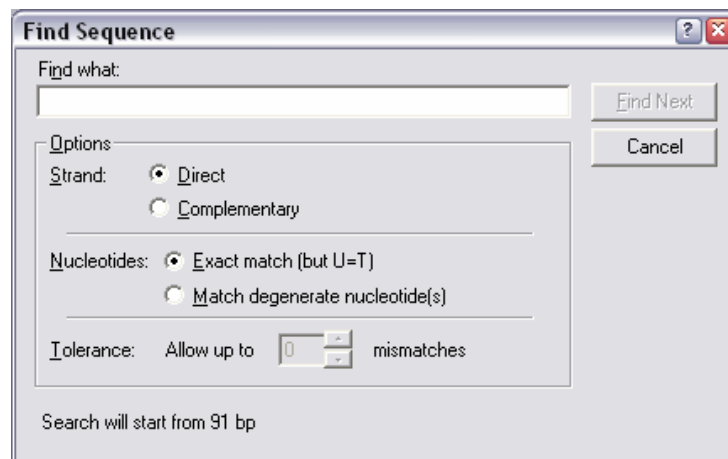 Find Sequence
?
Find what:
Find Next
Cancel
Options
Strand:
Direct
Complementary
Nucleotides:
Exact match (but U=T)
Match degenerate nucleotide(s)
Tolerance:
Allow up to
0
mismatches
Search will start from 91 bp